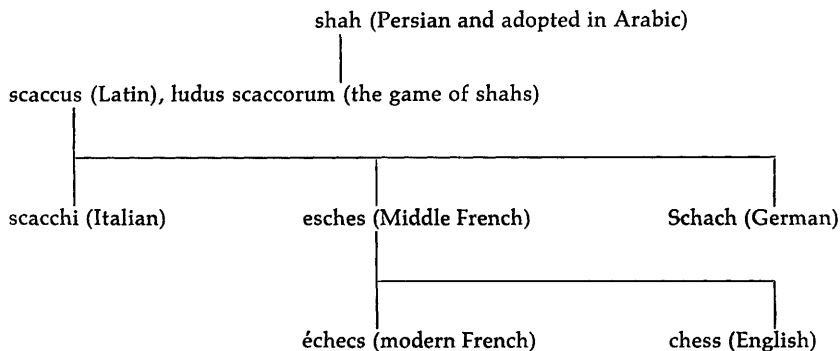 shah (Persian and adopted in Arabic)
scaccus (Latin), ludus scaccorum (the game of shahs)
scacchi (Italian) esches (Middle French) Schach (German)
échecs (modern French) chess (English)